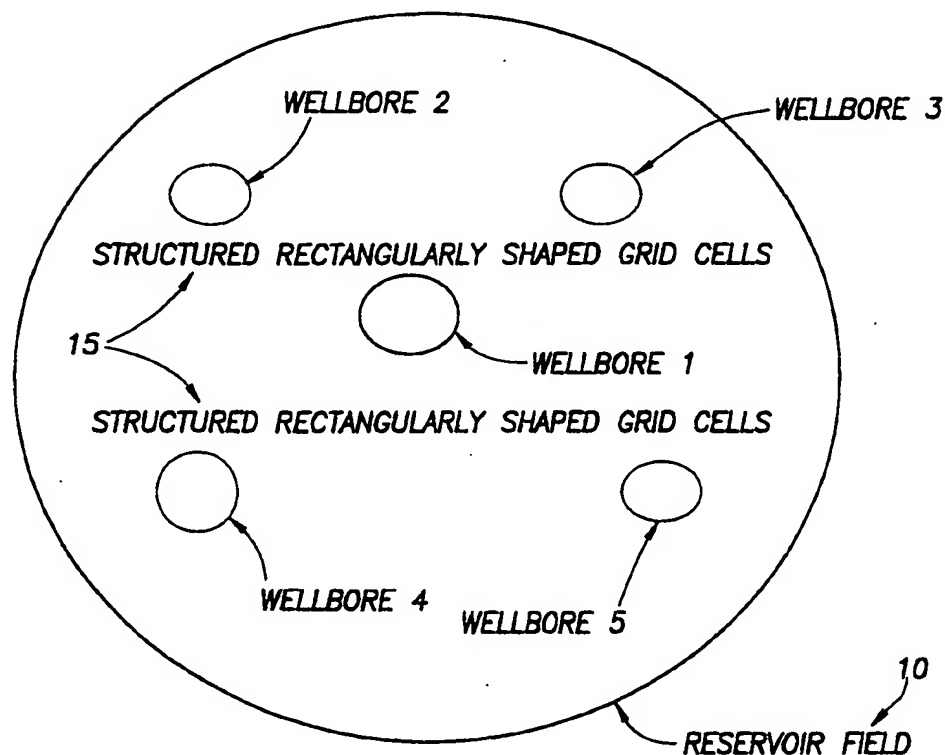 WELLBORE 2
WELLBORE 3
STRUCTURED RECTANGULARLY SHAPED GRID CELLS
15
WELLBORE 1
STRUCTURED RECTANGULARLY SHAPED GRID CELLS
WELLBORE 4
WELLBORE 5
10
RESERVOIR FIELD